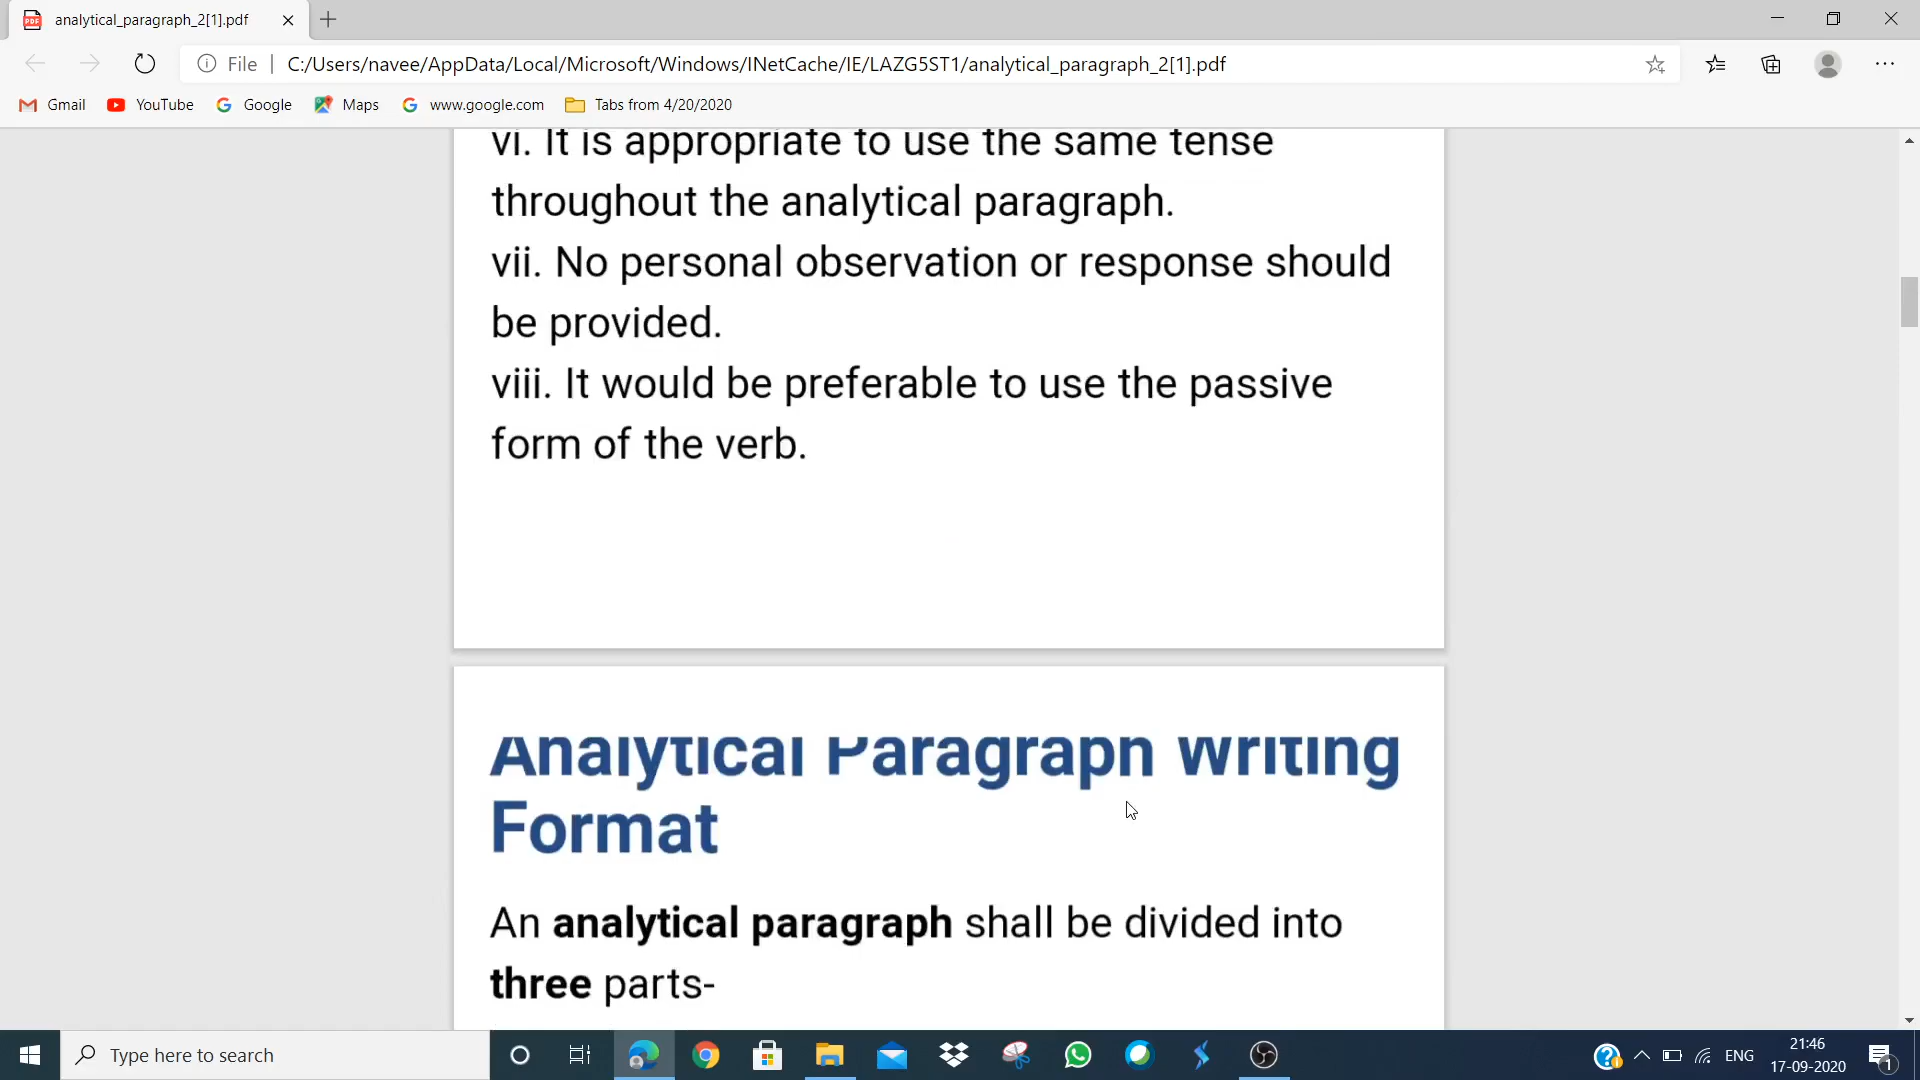 analytical_paragraph_2[1].pdf
File | C:/Users/navee/AppData/Local/Microsoft/Windows/INetCache/IE/LAZG5ST1/analytical_paragraph_2[1].pdf
Gmail YouTube Google Maps www.google.com Tabs from 4/20/2020
vi. It is appropriate to use the same tense
throughout the analytical paragraph.
vii. No personal observation or response should
be provided.
viii. It would be preferable to use the passive
form of the verb.
Analytical Paragraph Writing
Format
An analytical paragraph shall be divided into
three parts-
Type here to search
ENG
21:46
17-09-2020
1